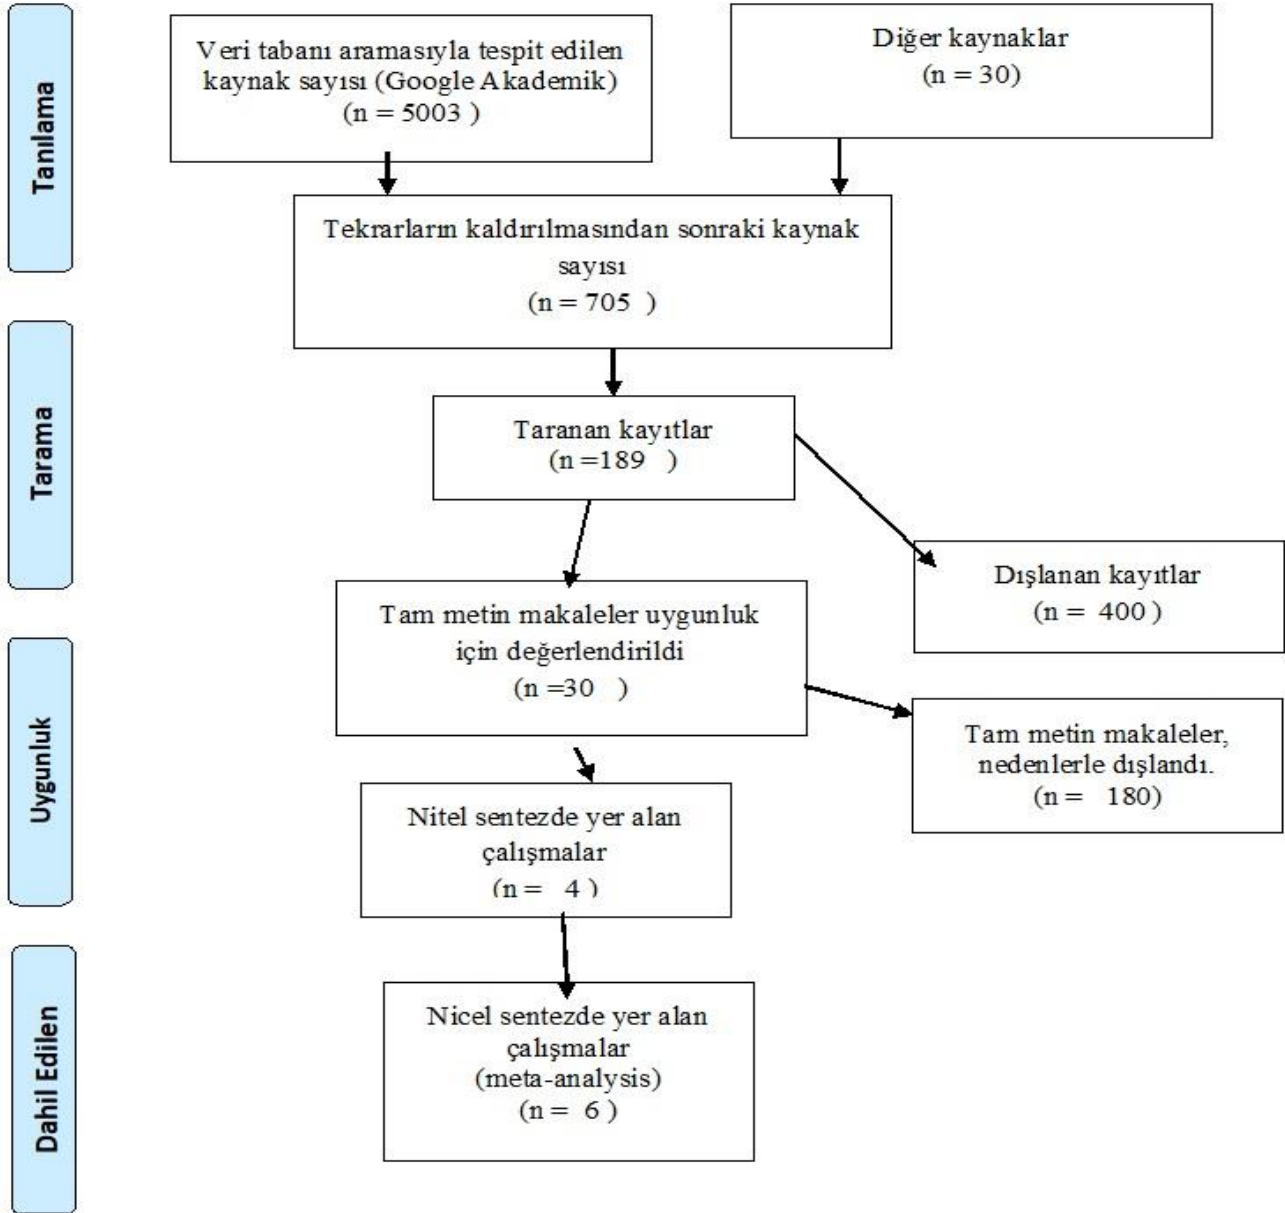 Tanılama
Veri tabanı aramasıyla tespit edilen
kaynak sayısı (Google Akademik)
(n = 5003 )
Diğer kaynaklar
(n = 30)
Tekrarların kaldırılmasından sonraki kaynak
sayısı
(n = 705 )
Tarama
Taranan kayıtlar
(n =189 )
Dışlanan kayıtlar
(n = 400 )
Uygunluk
Tam metin makaleler uygunluk
için değerlendirildi
(n =30 )
Tam metin makaleler,
nedenlerle dışlandı.
(n = 180)
Nitel sentezde yer alan
çalışmalar
(n = 4 )
Dahil Edilen
Nicel sentezde yer alan
çalışmalar
(meta-analysis)
(n = 6 )